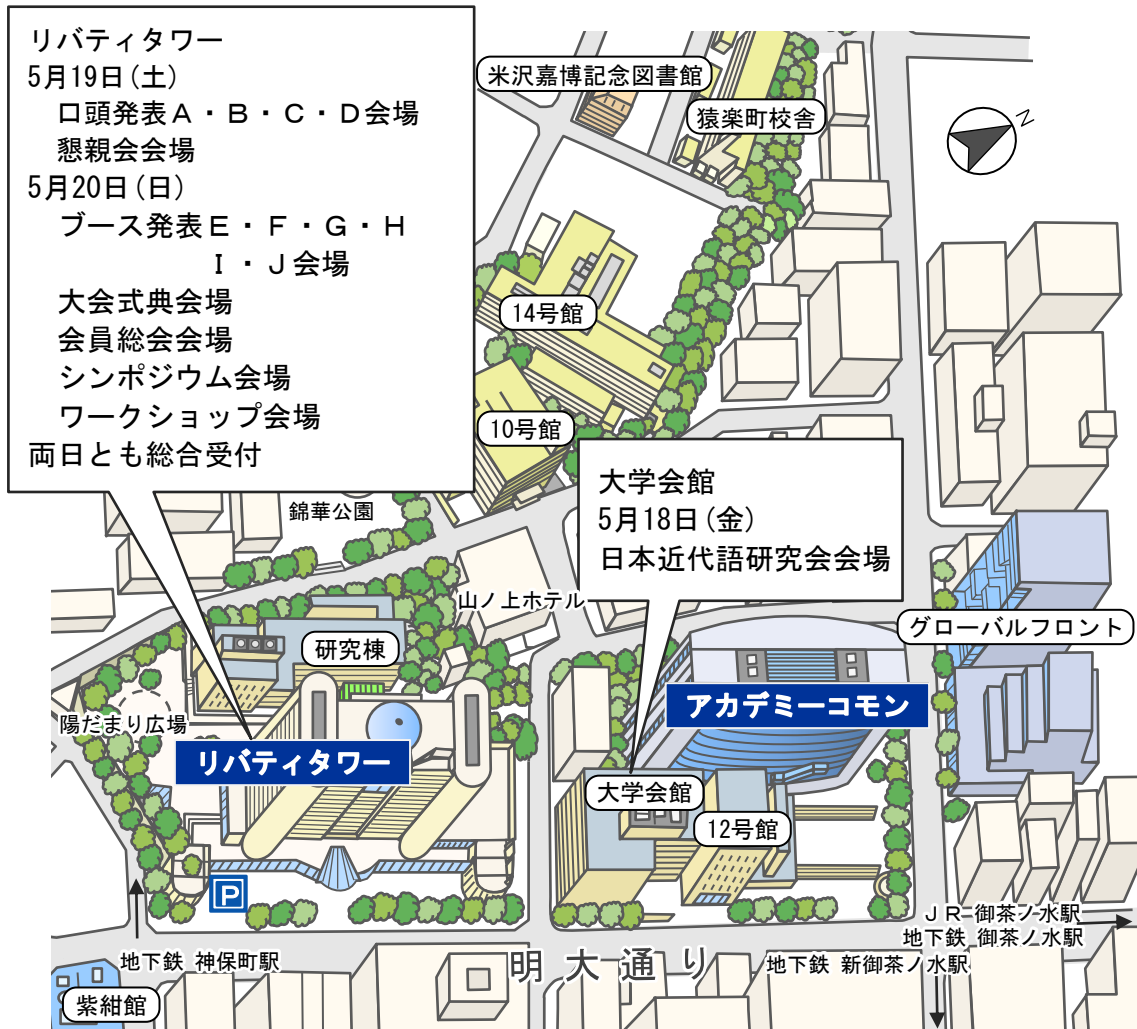 リバティタワー
5月19日(土)
口頭発表Ａ・Ｂ・Ｃ・Ｄ会場
懇親会会場
5月20日(日)
ブース発表Ｅ・Ｆ・Ｇ・Ｈ
Ｉ・Ｊ会場
大会式典会場
会員総会会場
シンポジウム会場
ワークショップ会場
両日とも総合受付
米沢嘉博記念図書館
猿楽町校舎
N
14号館
10号館
錦華公園
大学会館
5月18日(金)
日本近代語研究会会場
山ノ上ホテル
グローバルフロント
研究棟
陽だまり広場
リバティタワー
アカデミーコモン
大学会館
12号館
P
ＪＲ 御茶ノ水駅
地下鉄 御茶ノ水駅
地下鉄 新御茶ノ水駅
明大通り
地下鉄 神保町駅
紫紺館